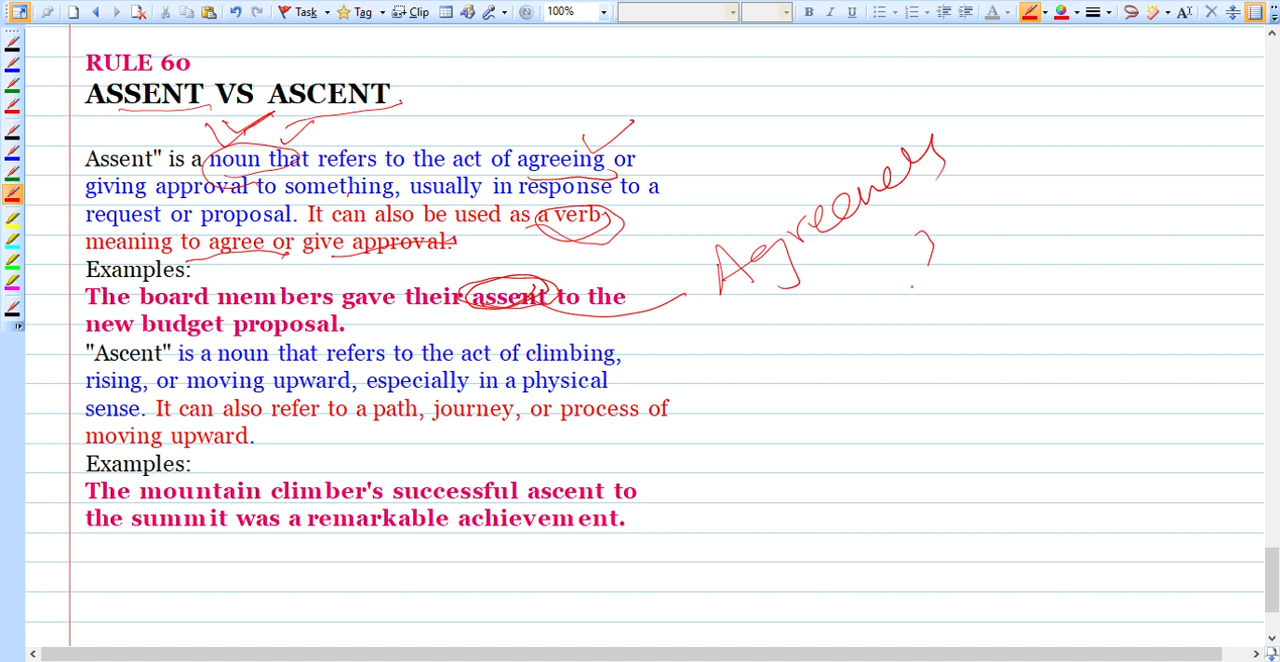 Task Tag Clip 100% B I U A
RULE 60
ASSENT VS ASCENT
Assent" is a noun that refers to the act of agreeing or
giving approval to something, usually in response to a
request or proposal. It can also be used as a verb
meaning to agree or give approval.
Examples:
The board members gave their assent to the
new budget proposal.
"Ascent" is a noun that refers to the act of climbing,
rising, or moving upward, especially in a physical
sense. It can also refer to a path, journey, or process of
moving upward.
Examples:
The mountain climber's successful ascent to
the summit was a remarkable achievement.